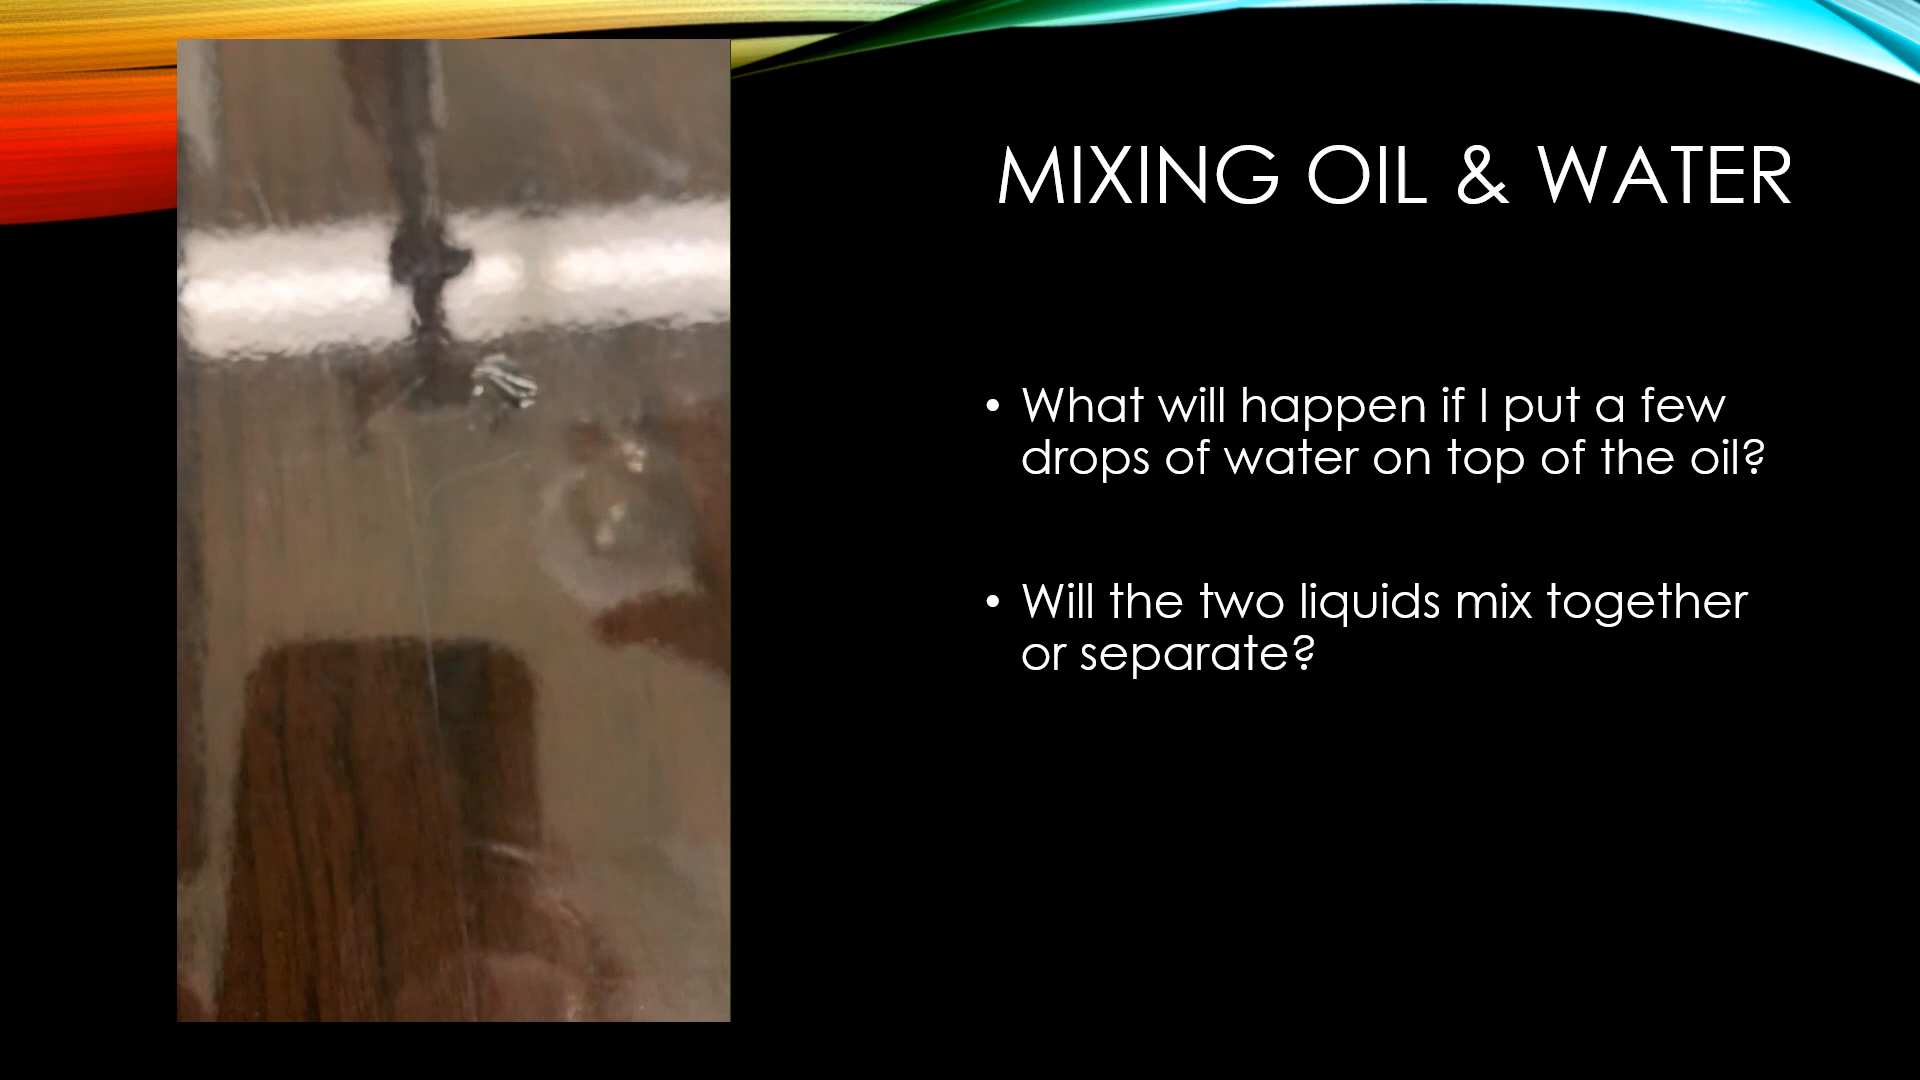 MIXING OIL & WATER
• What will happen if I put a few
drops of water on top of the oil?
• Will the two liquids mix together
or separate?